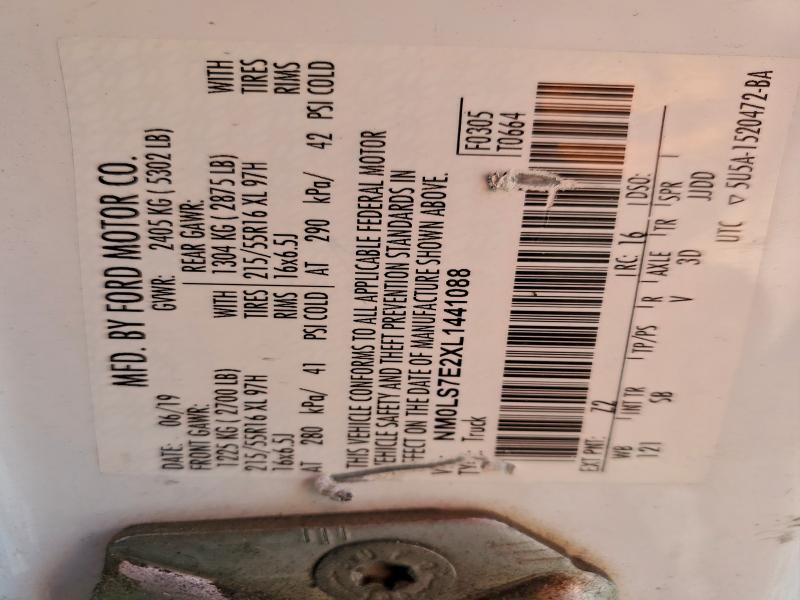 MFD. BY FORD MOTOR CO.
DATE: 06/19 GVWR: 2405 KG ( 5302 LB)
FRONT GAWR: REAR GAWR:
1225 KG ( 2700 LB) WITH 1304 KG ( 2875 LB) WITH
215/55R16 XL 97H TIRES 215/55R16 XL 97H TIRES
16x6.5J RIMS 16x6.5J RIMS
AT 280 kPa/ 41 PSI COLD AT 290 kPa/ 42 PSI COLD
THIS VEHICLE CONFORMS TO ALL APPLICABLE FEDERAL MOTOR
VEHICLE SAFETY AND THEFT PREVENTION STANDARDS IN
EFFECT ON THE DATE OF MANUFACTURE SHOWN ABOVE.
NM0LS7E2XL1441088 F0305
Truck T0664
EXT PNT: Z2 RC: 16 DSO:
WB INT TR TP/PS R AXLE TR SPR
121 SB V 3D JJDD
UTC ▽ 5U5A-1520472-BA